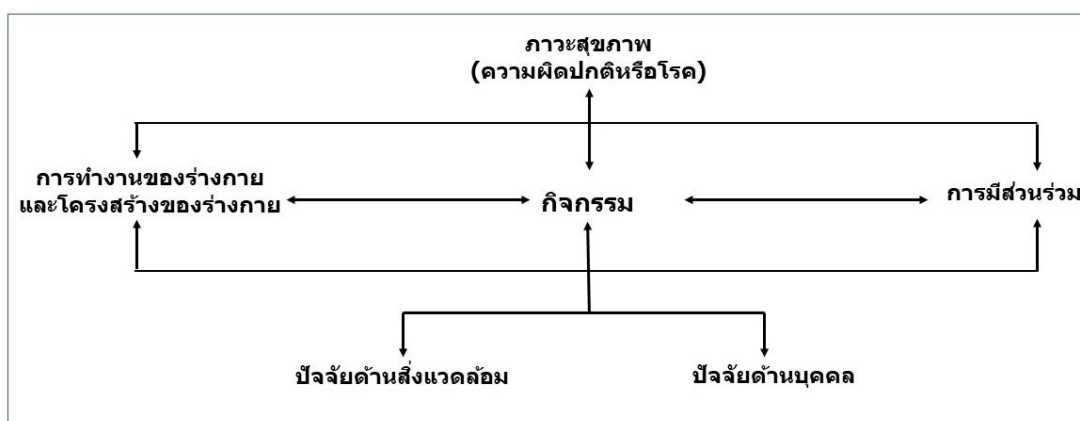 ภาวะสุขภาพ
(ความผิดปกติหรือโรค)
การทำงานของร่างกาย
และโครงสร้างของร่างกาย
กิจกรรม
การมีส่วนร่วม
ปัจจัยด้านสิ่งแวดล้อม
ปัจจัยด้านบุคคล